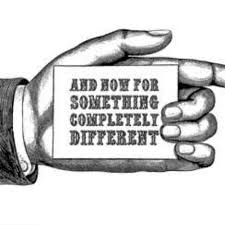 AND NOW FOR
SOMETHING
COMPLETELY
DIFFERENT